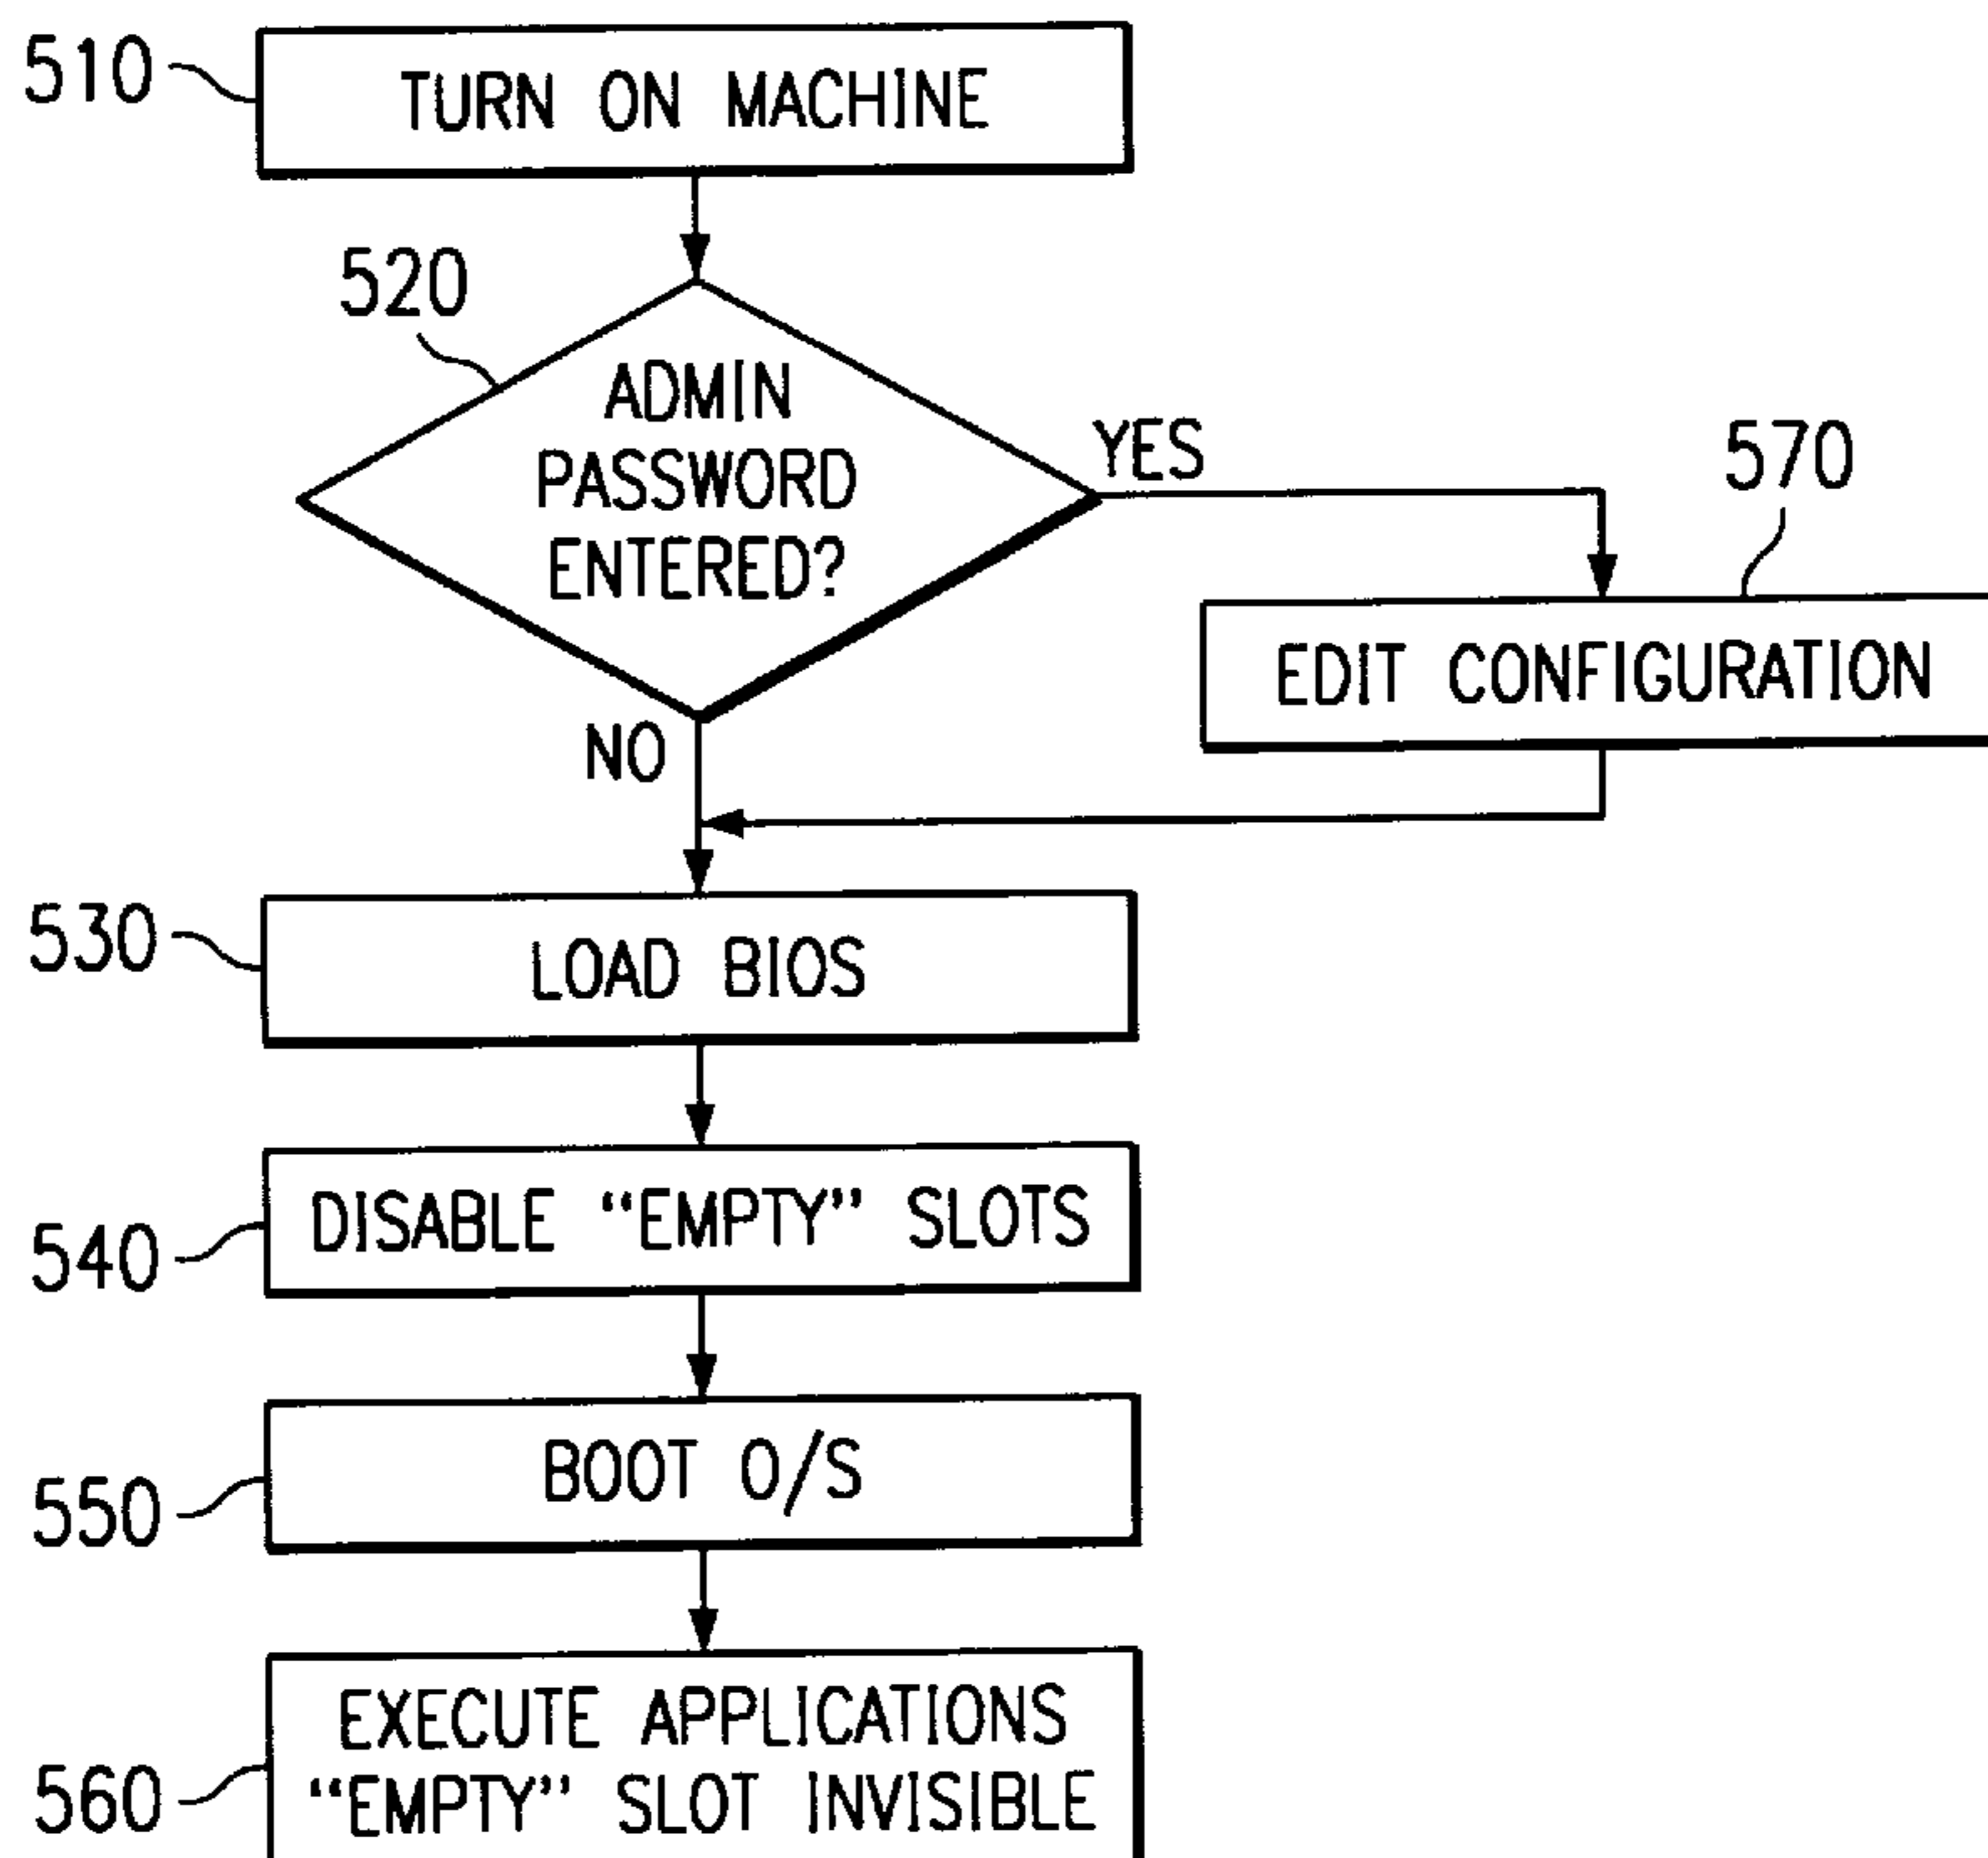 510
TURN ON MACHINE
520
ADMIN
PASSWORD
ENTERED?
YES
570
EDIT CONFIGURATION
NO
530
LOAD BIOS
540
DISABLE “EMPTY” SLOTS
550
BOOT O/S
560
EXECUTE APPLICATIONS
“EMPTY” SLOT INVISIBLE